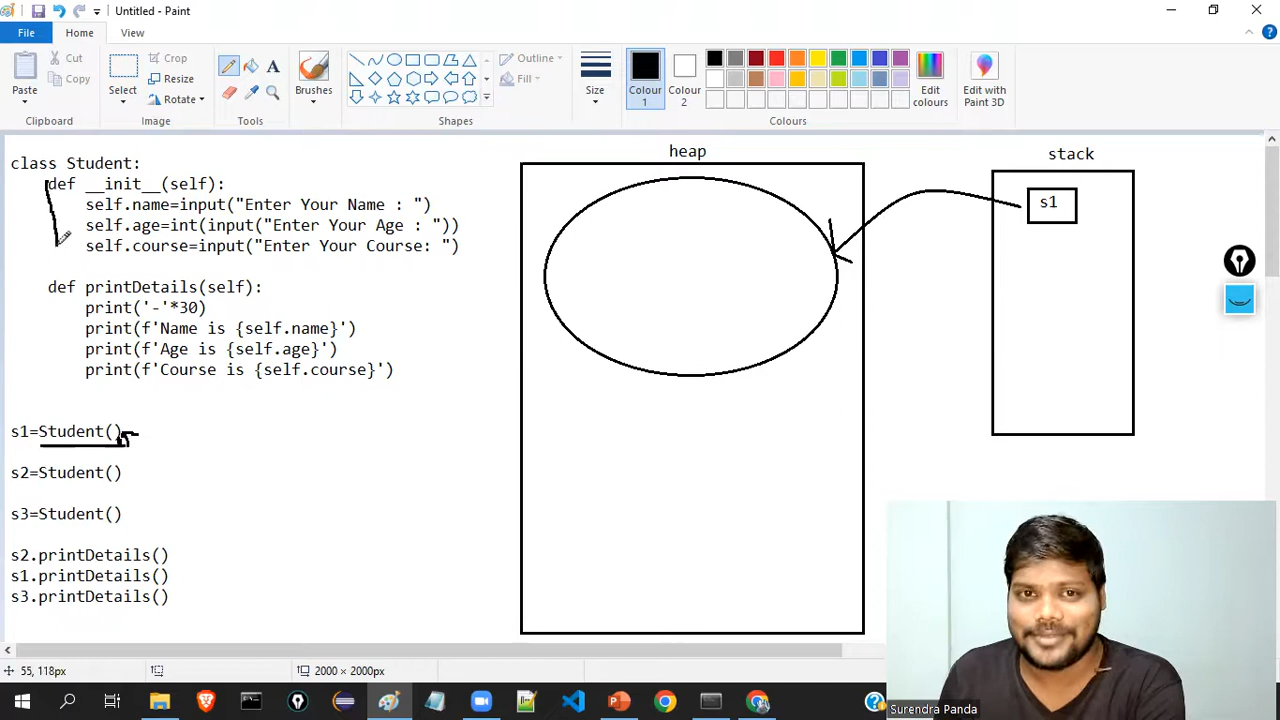 Untitled - Paint
File
Home
View
Paste
Cut
Copy
Clipboard
Select
Crop
Resize
Rotate
Image
A
Tools
Brushes
Outline
Fill
Shapes
Size
Colour 1
Colour 2
Edit colours
Edit with Paint 3D
Colours
class Student:
def __init__(self):
self.name=input("Enter Your Name : ")
self.age=int(input("Enter Your Age : "))
self.course=input("Enter Your Course: ")
def printDetails(self):
print('-'*30)
print(f'Name is {self.name}')
print(f'Age is {self.age}')
print(f'Course is {self.course}')
s1=Student()
s2=Student()
s3=Student()
s2.printDetails()
s1.printDetails()
s3.printDetails()
heap
stack
s1
55, 118px
2000 × 2000px
Surendra Panda